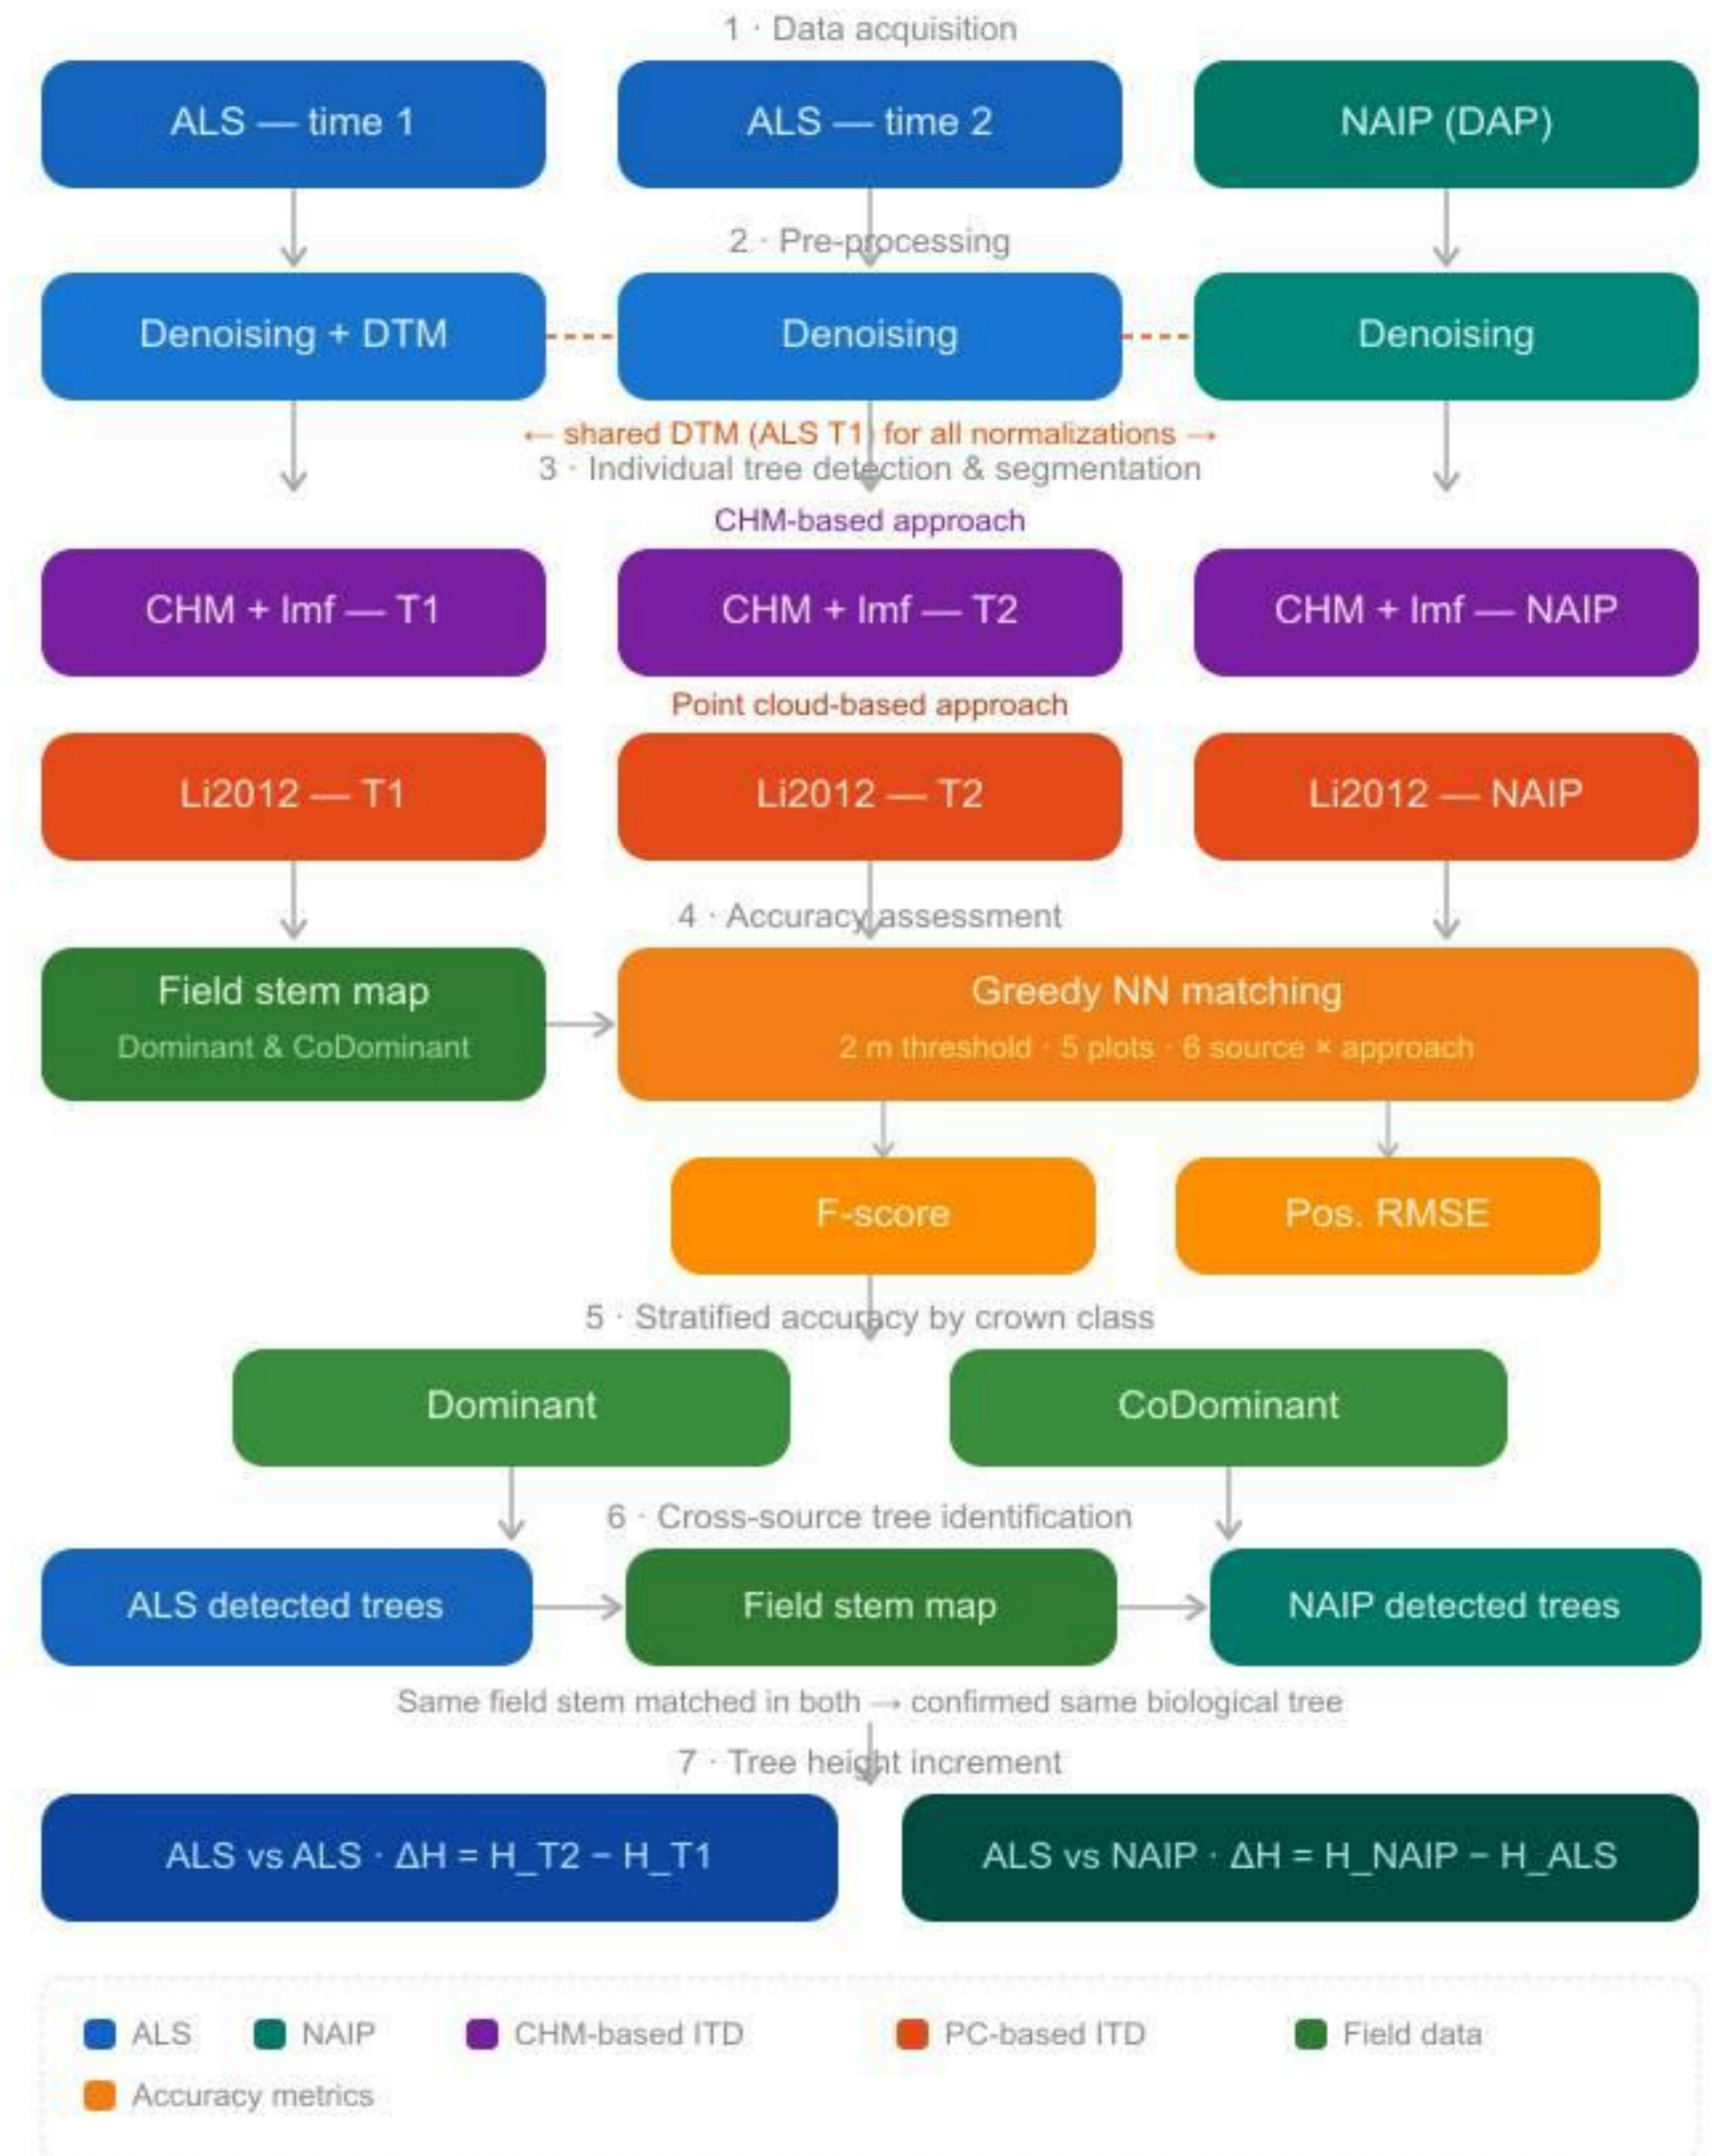 1 · Data acquisition
ALS — time 1
ALS — time 2
NAIP (DAP)
2 · Pre-processing
Denoising + DTM
Denoising
Denoising
← shared DTM (ALS T1) for all normalizations →
3 · Individual tree detection & segmentation
CHM-based approach
CHM + lmf — T1
CHM + lmf — T2
CHM + lmf — NAIP
Point cloud-based approach
Li2012 — T1
Li2012 — T2
Li2012 — NAIP
4 · Accuracy assessment
Field stem map
Dominant & CoDominant
Greedy NN matching
2 m threshold · 5 plots · 6 source × approach
F-score
Pos. RMSE
5 · Stratified accuracy by crown class
Dominant
CoDominant
6 · Cross-source tree identification
ALS detected trees
Field stem map
NAIP detected trees
Same field stem matched in both → confirmed same biological tree
7 · Tree height increment
ALS vs ALS · ΔH = H_T2 − H_T1
ALS vs NAIP · ΔH = H_NAIP − H_ALS
ALS
NAIP
CHM-based ITD
PC-based ITD
Field data
Accuracy metrics